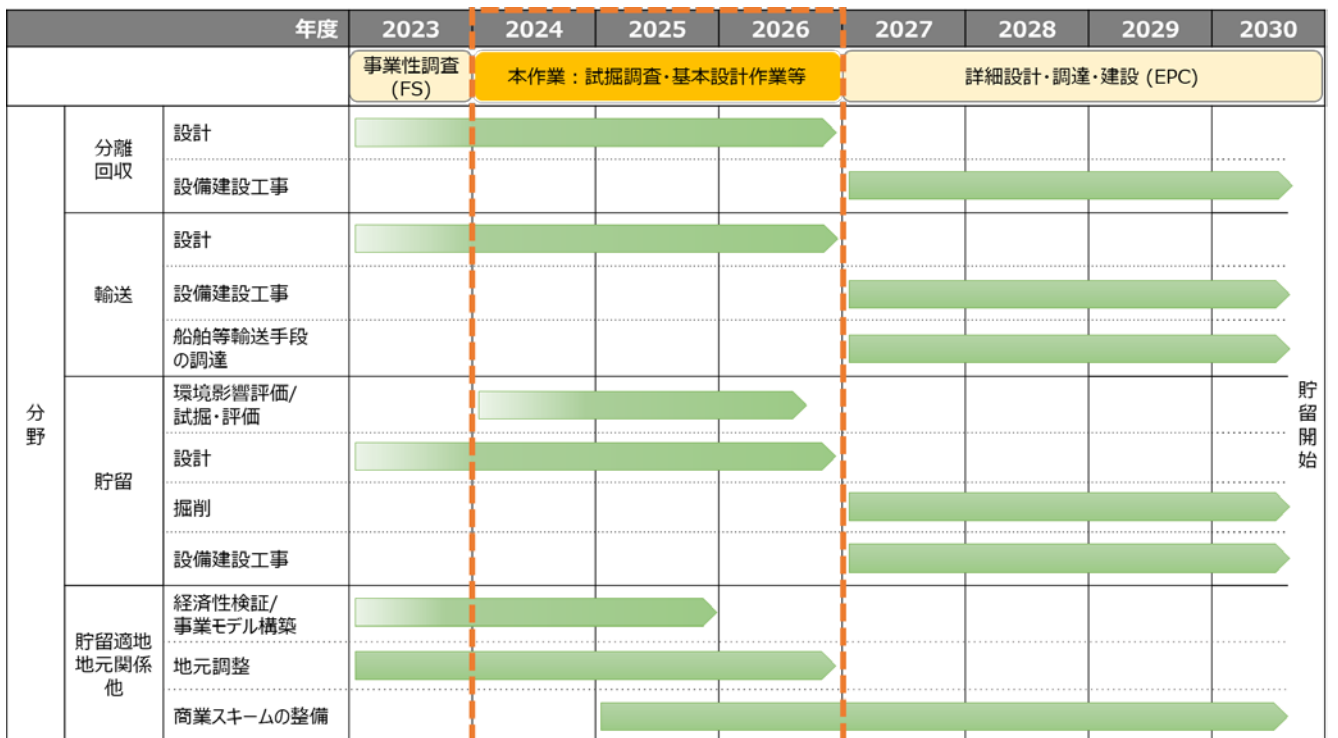 年度 2023 2024 2025 2026 2027 2028 2029 2030
事業性調査
(FS)
本作業：試掘調査・基本設計作業等
詳細設計・調達・建設 (EPC)
分野
分離
回収
設計
設備建設工事
輸送
設計
設備建設工事
船舶等輸送手段
の調達
貯留
環境影響評価/
試掘・評価
設計
掘削
設備建設工事
貯留適地
地元関係
他
経済性検証/
事業モデル構築
地元調整
商業スキームの整備
貯留開始